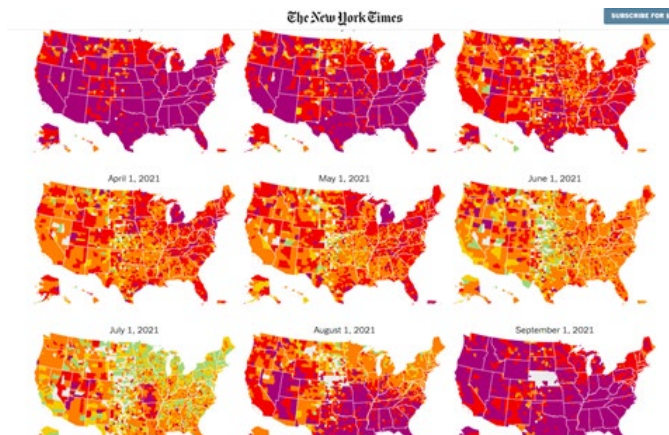 The New York Times
SUBSCRIBE FOR
April 1, 2021
May 1, 2021
June 1, 2021
July 1, 2021
August 1, 2021
September 1, 2021